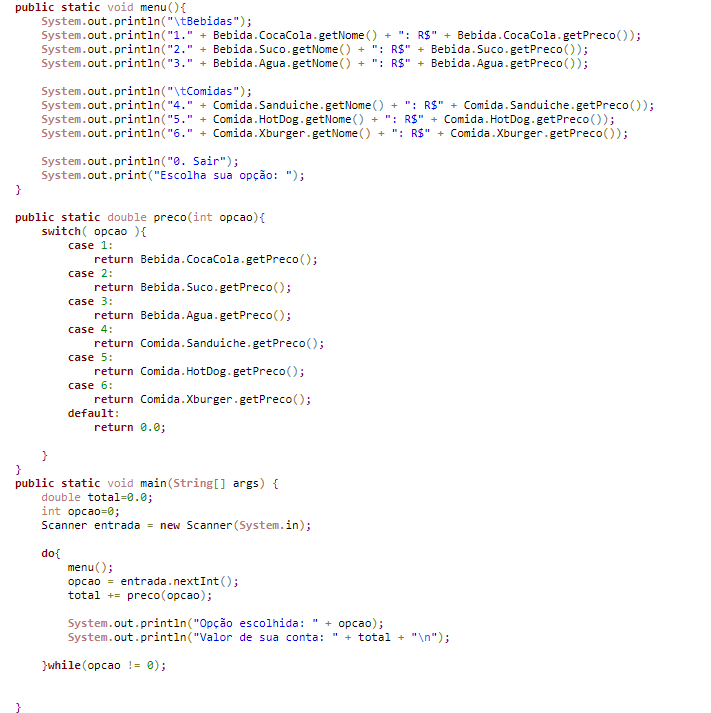 public static void menu(){
    System.out.println("\tBebidas");
    System.out.println("1." + Bebida.CocaCola.getNome() + ": R$" + Bebida.CocaCola.getPreco());
    System.out.println("2." + Bebida.Suco.getNome() + ": R$" + Bebida.Suco.getPreco());
    System.out.println("3." + Bebida.Agua.getNome() + ": R$" + Bebida.Agua.getPreco());

    System.out.println("\tComidas");
    System.out.println("4." + Comida.Sanduiche.getNome() + ": R$" + Comida.Sanduiche.getPreco());
    System.out.println("5." + Comida.HotDog.getNome() + ": R$" + Comida.HotDog.getPreco());
    System.out.println("6." + Comida.Xburger.getNome() + ": R$" + Comida.Xburger.getPreco());

    System.out.println("0. Sair");
    System.out.print("Escolha sua opção: ");
}

public static double preco(int opcao){
    switch( opcao ){
        case 1:
            return Bebida.CocaCola.getPreco();
        case 2:
            return Bebida.Suco.getPreco();
        case 3:
            return Bebida.Agua.getPreco();
        case 4:
            return Comida.Sanduiche.getPreco();
        case 5:
            return Comida.HotDog.getPreco();
        case 6:
            return Comida.Xburger.getPreco();
        default:
            return 0.0;

    }
}
public static void main(String[] args) {
    double total=0.0;
    int opcao=0;
    Scanner entrada = new Scanner(System.in);

    do{
        menu();
        opcao = entrada.nextInt();
        total += preco(opcao);

        System.out.println("Opção escolhida: " + opcao);
        System.out.println("Valor de sua conta: " + total + "\n");

    }while(opcao != 0);


}